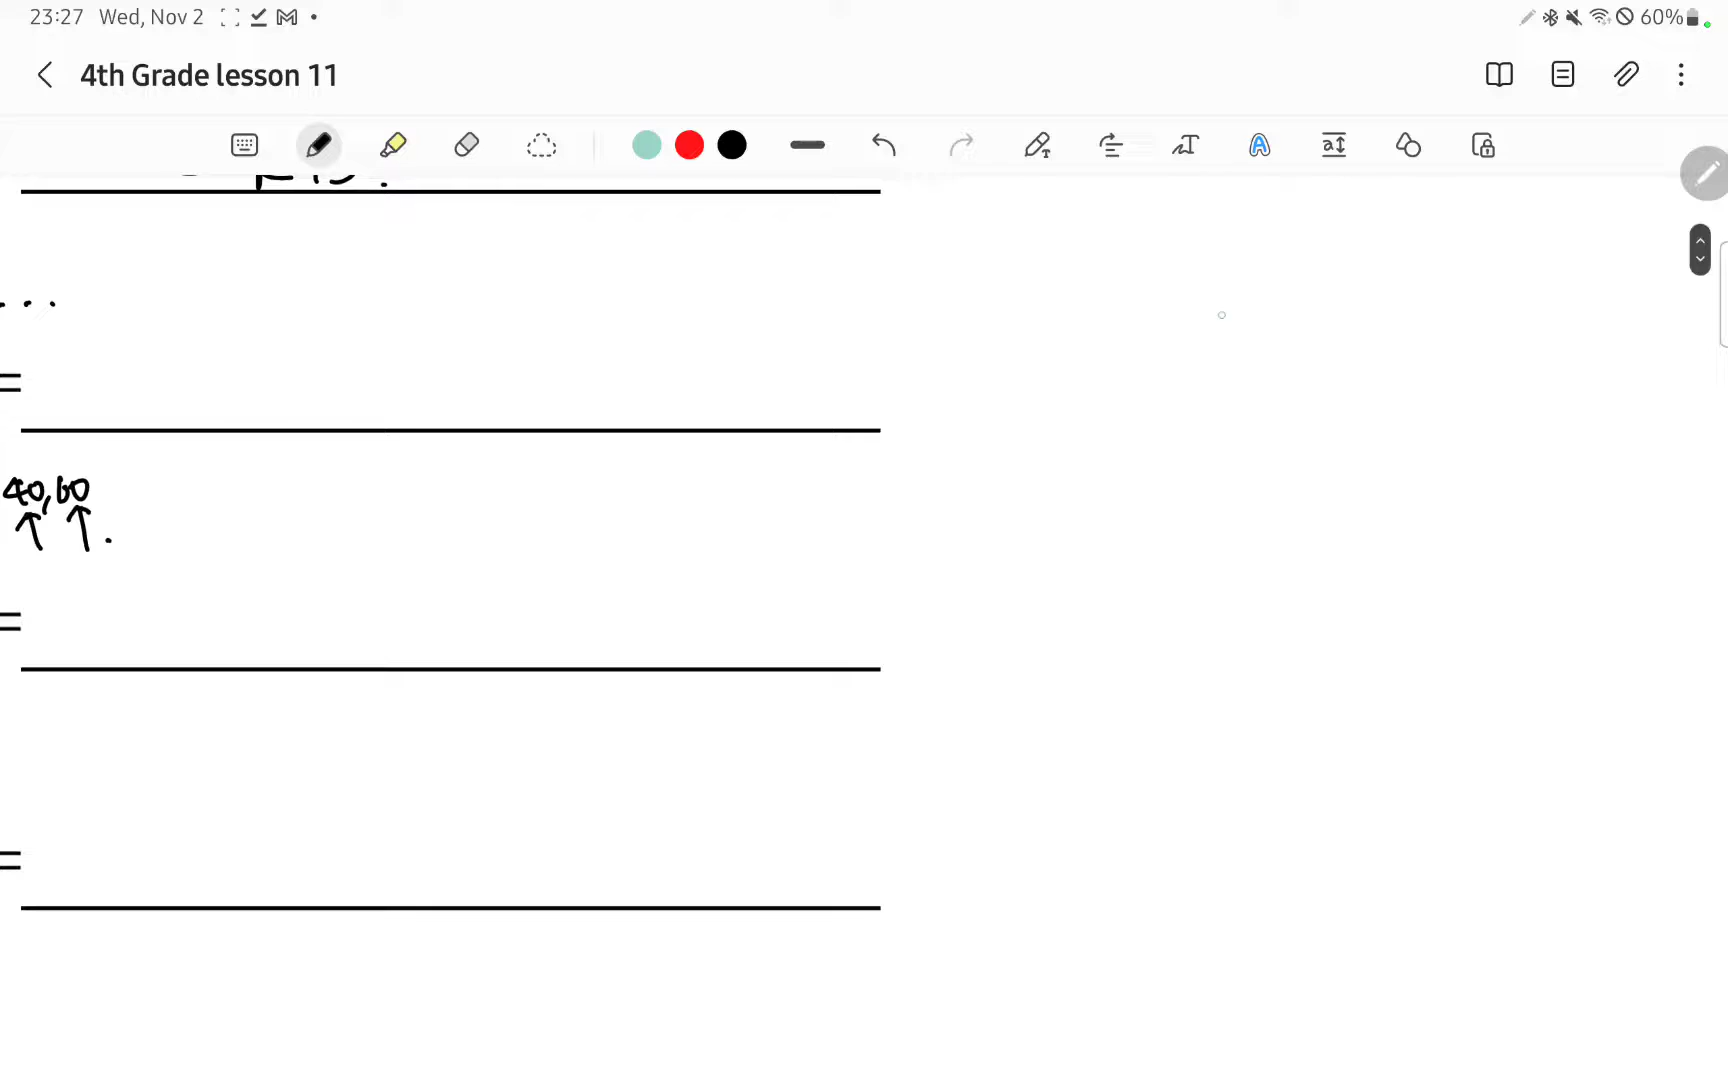 23:27 Wed, Nov 2 60%
4th Grade lesson 11
...
=
40,60
=
=